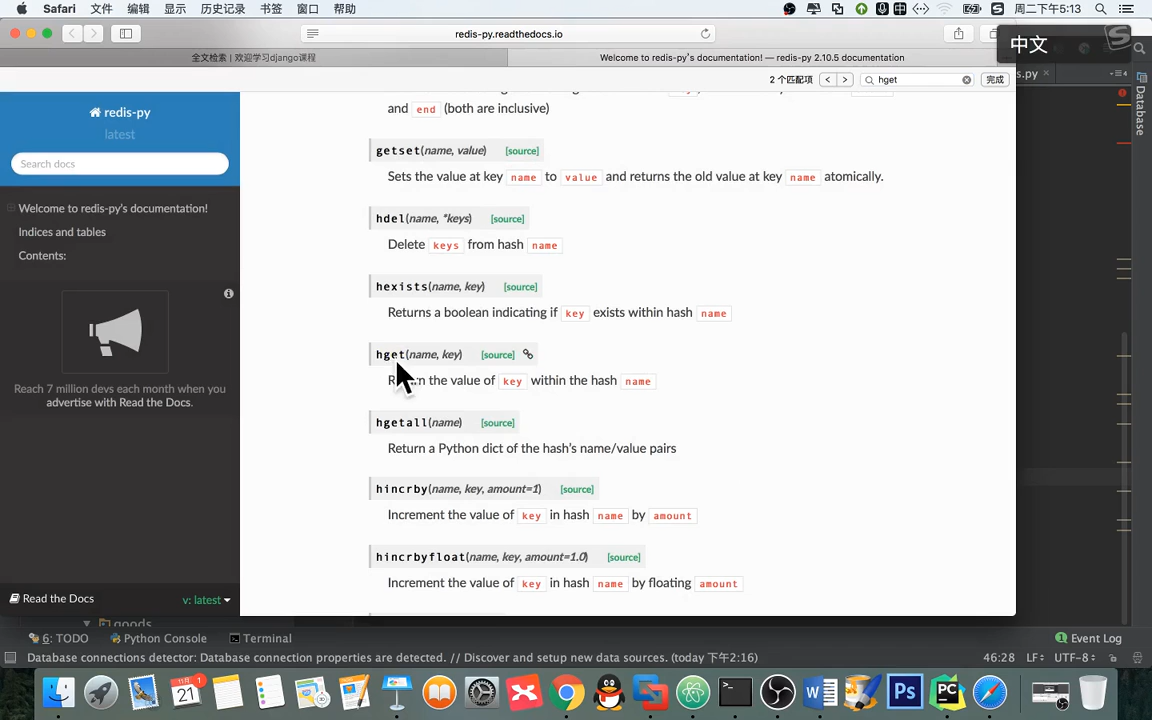 Safari 文件 编辑 显示 历史记录 书签 窗口 帮助 周二下午5:13
redis-py.readthedocs.io
中文
全文检索 | 欢迎学习django课程 Welcome to redis-py's documentation! — redis-py 2.10.5 documentation
2 个匹配项 hget 完成
s.py
Database
redis-py
latest
Search docs
Welcome to redis-py's documentation!
Indices and tables
Contents:
Reach 7 million devs each month when you
advertise with Read the Docs.
Read the Docs v: latest
and end (both are inclusive)
getset(name, value) [source]
Sets the value at key name to value and returns the old value at key name atomically.
hdel(name, *keys) [source]
Delete keys from hash name
hexists(name, key) [source]
Returns a boolean indicating if key exists within hash name
hget(name, key) [source]
the value of key within the hash name
hgetall(name) [source]
Return a Python dict of the hash's name/value pairs
hincrby(name, key, amount=1) [source]
Increment the value of key in hash name by amount
hincrbyfloat(name, key, amount=1.0) [source]
Increment the value of key in hash name by floating amount
goods
6: TODO Python Console Terminal 1 Event Log
Database connections detector: Database connection properties are detected. // Discover and setup new data sources. (today 下午2:16) 46:28 LF÷ UTF-8÷